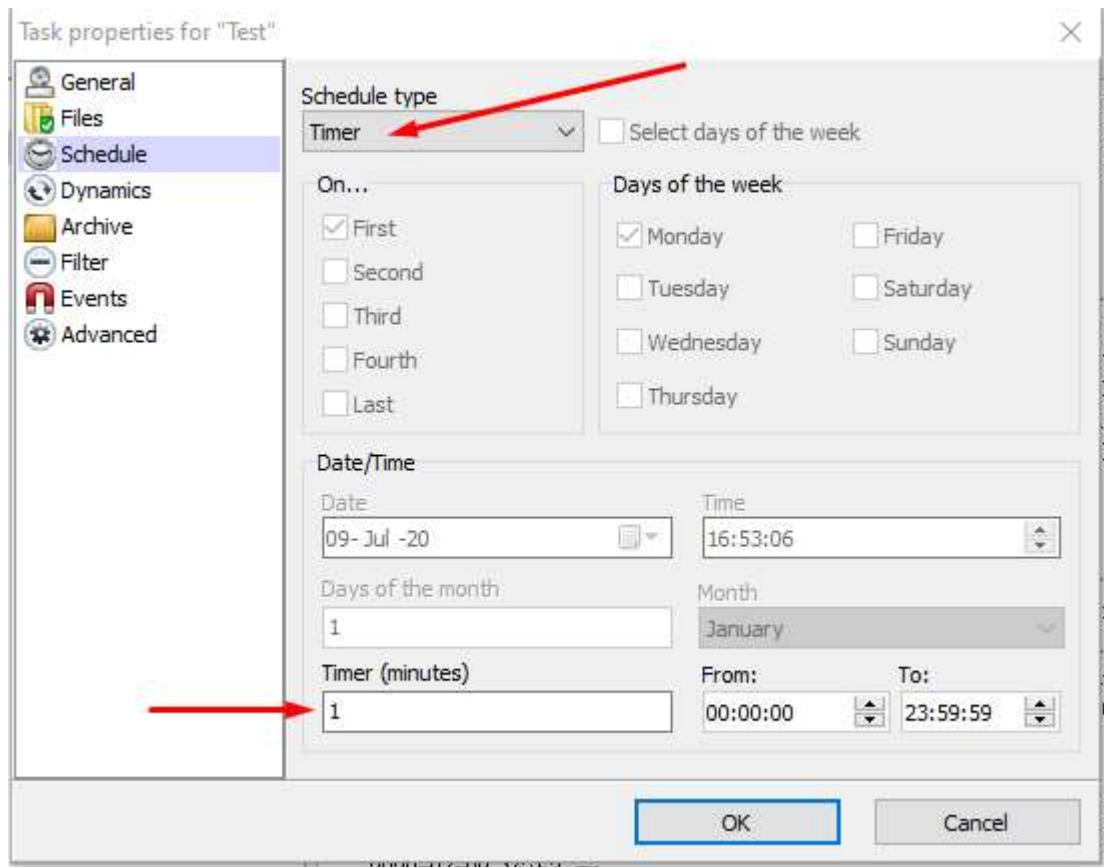 Task properties for "Test"
General
Files
Schedule
Dynamics
Archive
Filter
Events
Advanced
Schedule type
Timer
Select days of the week
On...
First
Second
Third
Fourth
Last
Days of the week
Monday
Friday
Tuesday
Saturday
Wednesday
Sunday
Thursday
Date/Time
Date
Time
09- Jul -20
16:53:06
Days of the month
Month
1
January
Timer (minutes)
From:
To:
1
00:00:00
23:59:59
OK
Cancel